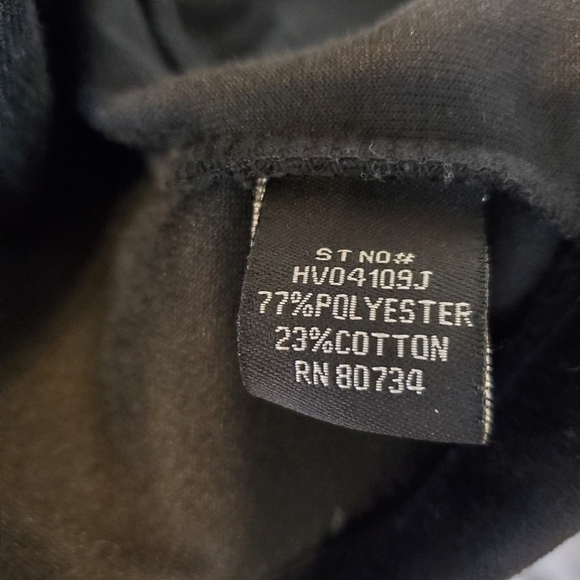 ST NO#
HV04109J
77%POLYESTER
23%COTTON
RN 80734